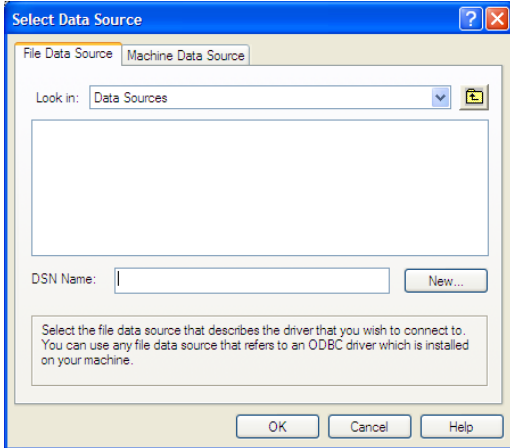 Select Data Source
File Data Source Machine Data Source
Look in: Data Sources
DSN Name: New...
Select the file data source that describes the driver that you wish to connect to.
You can use any file data source that refers to an ODBC driver which is installed
on your machine.
OK Cancel Help